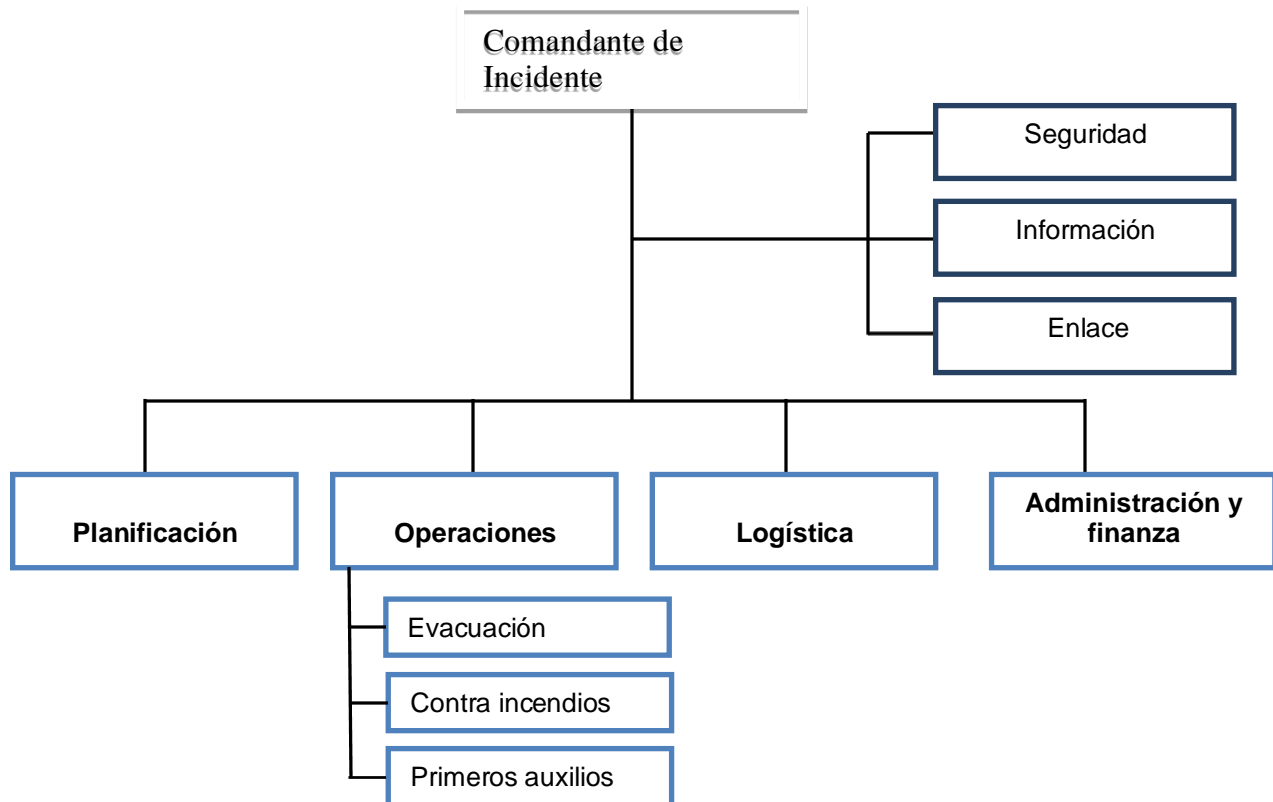 Comandante de
Incidente
Seguridad
Información
Enlace
Planificación
Operaciones
Logística
Administración y
finanza
Evacuación
Contra incendios
Primeros auxilios